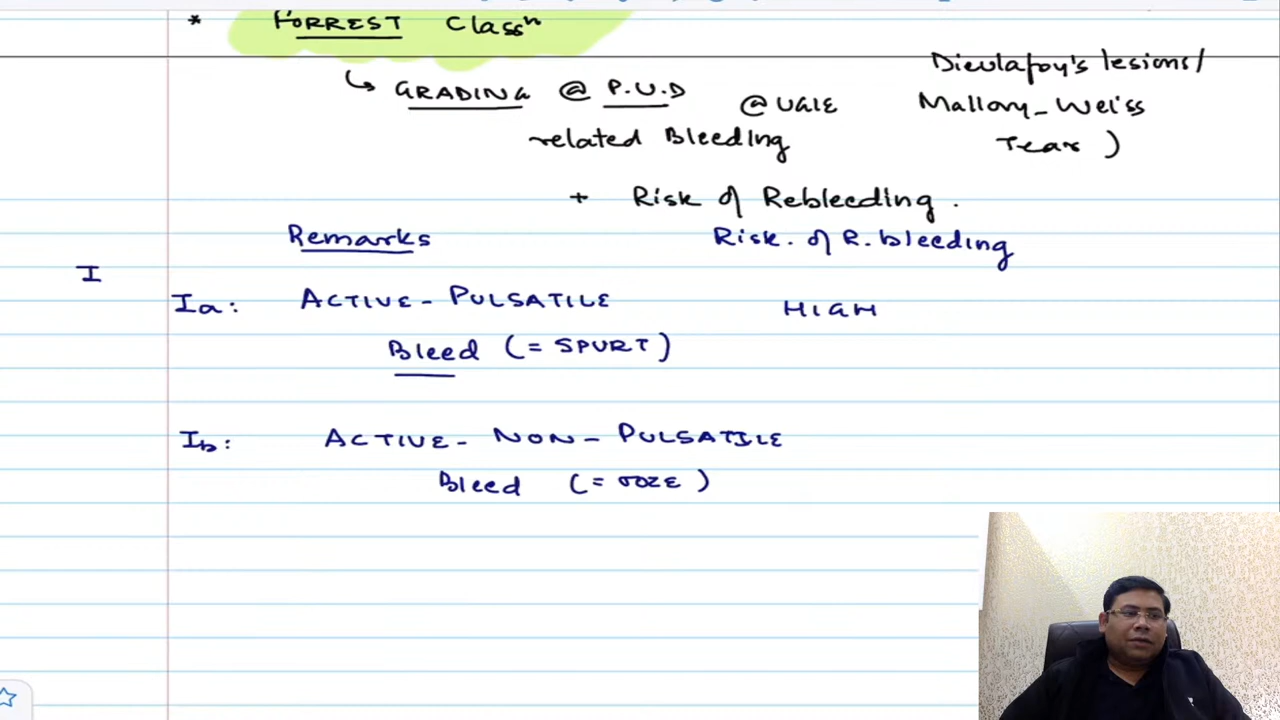 * FORREST Classⁿ
↳ GRADING @ P.U.D @ UGIE
related Bleeding
Dieulafoy's lesions/
Mallory-Weiss
Tear )
+ Risk of Rebleeding.
Remarks Risk. of R. bleeding
I
Ia: ACTIVE - PULSATILE HIGH
Bleed (= SPURT)
Ib: ACTIVE - NON - PULSATILE
Bleed (= OOZE )